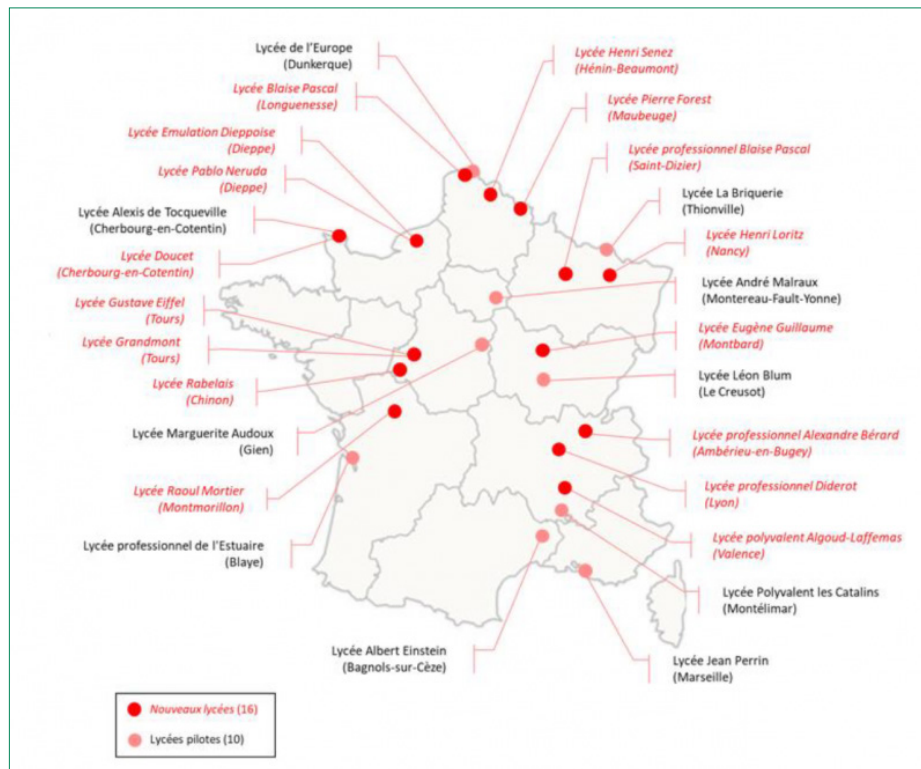 Lycée de l'Europe
(Dunkerque)
Lycée Blaise Pascal
(Longuenesse)
Lycée Emulation Dieppoise
(Dieppe)
Lycée Pablo Neruda
(Dieppe)
Lycée Alexis de Tocqueville
(Cherbourg-en-Cotentin)
Lycée Doucet
(Cherbourg-en-Cotentin)
Lycée Gustave Eiffel
(Tours)
Lycée Grandmont
(Tours)
Lycée Rabelais
(Chinon)
Lycée Marguerite Audoux
(Gien)
Lycée Raoul Mortier
(Montmorillon)
Lycée professionnel de l'Estuaire
(Blaye)
Lycée Albert Einstein
(Bagnols-sur-Cèze)
Lycée Henri Senez
(Hénin-Beaumont)
Lycée Pierre Forest
(Maubeuge)
Lycée professionnel Blaise Pascal
(Saint-Dizier)
Lycée La Briquerie
(Thionville)
Lycée Henri Loritz
(Nancy)
Lycée André Malraux
(Montereau-Fault-Yonne)
Lycée Eugène Guillaume
(Montbard)
Lycée Léon Blum
(Le Creusot)
Lycée professionnel Alexandre Bérard
(Ambérieu-en-Bugey)
Lycée professionnel Diderot
(Lyon)
Lycée polyvalent Algoud-Laffemas
(Valence)
Lycée Polyvalent les Catalins
(Montélimar)
Lycée Jean Perrin
(Marseille)
Nouveaux lycées (16)
Lycées pilotes (10)